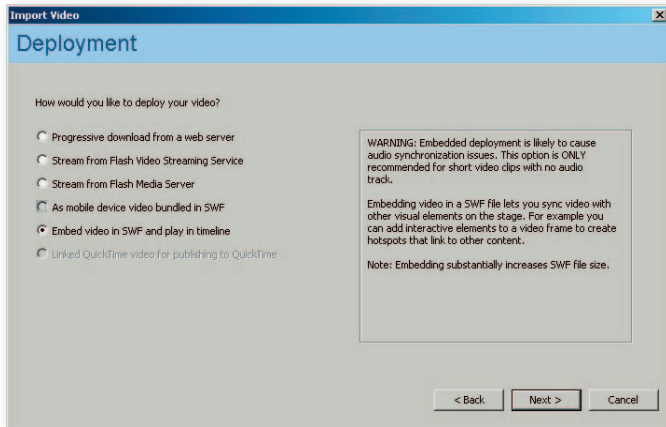 Import Video
Deployment
How would you like to deploy your video?
Progressive download from a web server
Stream from Flash Video Streaming Service
Stream from Flash Media Server
As mobile device video bundled in SWF
Embed video in SWF and play in timeline
Linked QuickTime video for publishing to QuickTime
WARNING: Embedded deployment is likely to cause
audio synchronization issues. This option is ONLY
recommended for short video clips with no audio
track.
Embedding video in a SWF file lets you sync video with
other visual elements on the stage. For example you
can add interactive elements to a video frame to create
hotspots that link to other content.
Note: Embedding substantially increases SWF file size.
< Back
Next >
Cancel